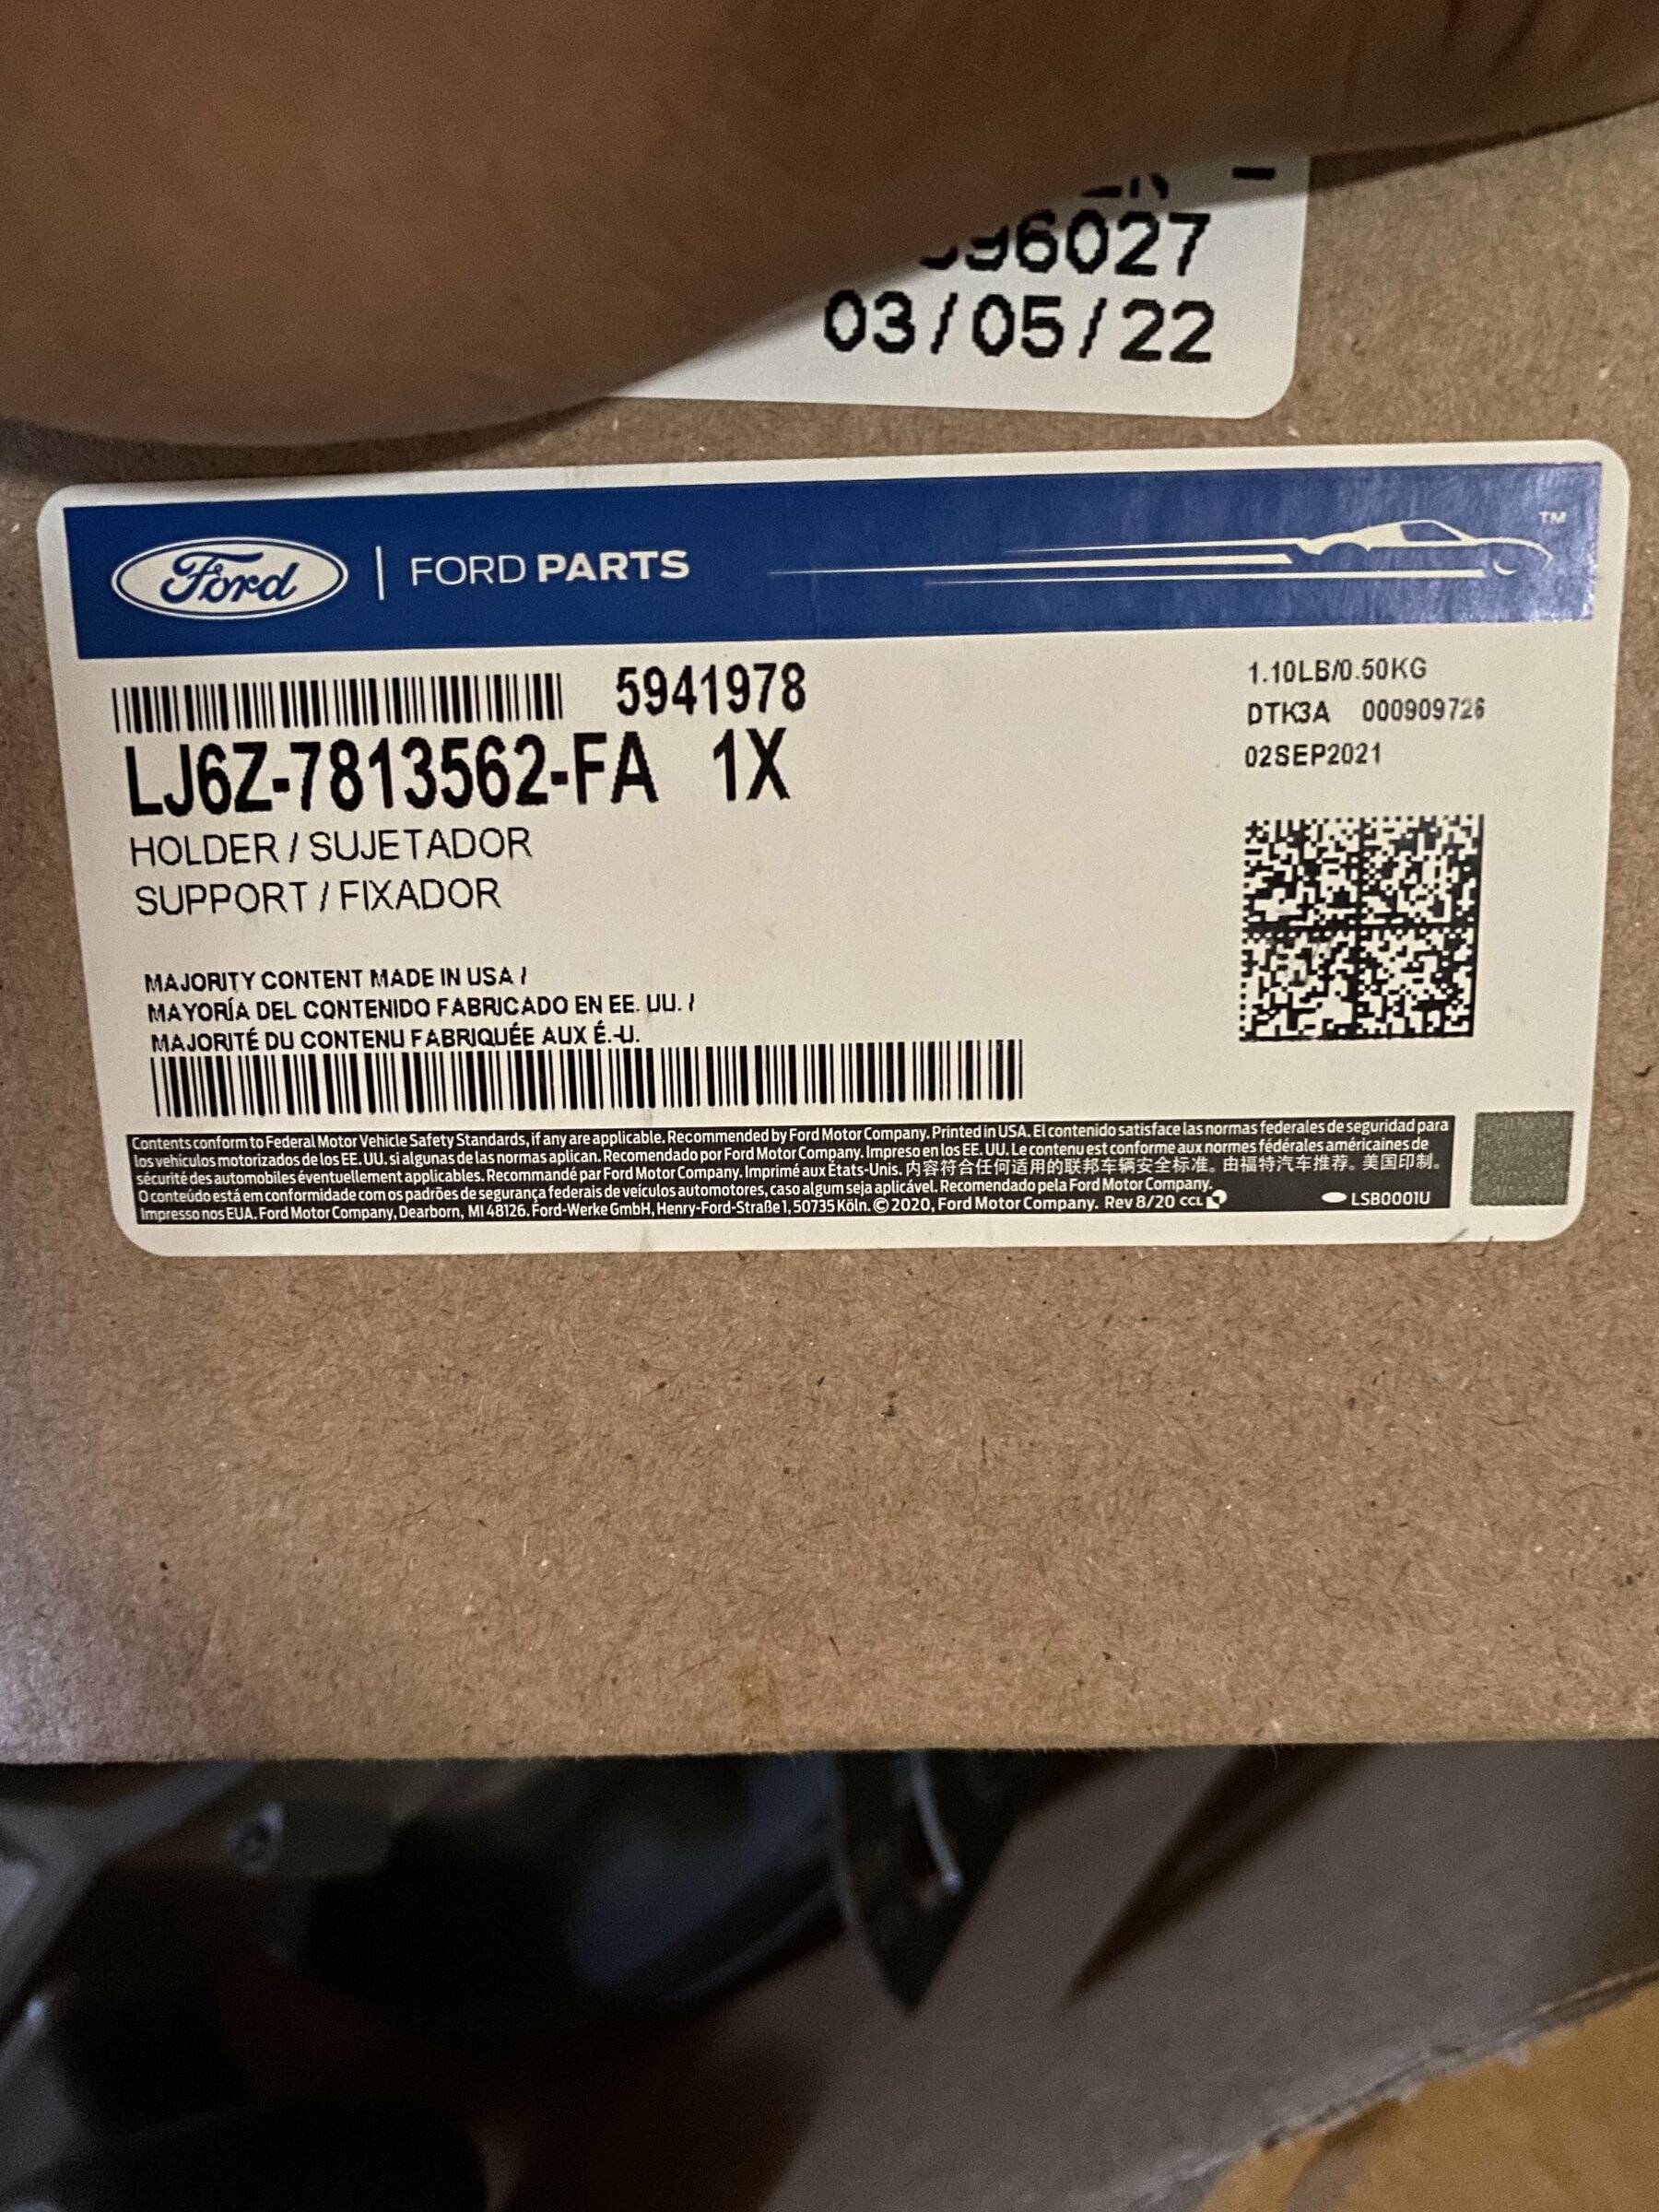 96027
03/05/22
Ford | FORD PARTS TM
5941978
LJ6Z-7813562-FA 1X
HOLDER / SUJETADOR
SUPPORT / FIXADOR
1.10LB/0.50KG
DTK3A 000909726
02SEP2021
MAJORITY CONTENT MADE IN USA /
MAYORÍA DEL CONTENIDO FABRICADO EN EE. UU. /
MAJORITÉ DU CONTENU FABRIQUÉE AUX É.-U.
Contents conform to Federal Motor Vehicle Safety Standards, if any are applicable. Recommended by Ford Motor Company. Printed in USA. El contenido satisface las normas federales de seguridad para
los vehículos motorizados de los EE. UU. si algunas de las normas aplican. Recomendado por Ford Motor Company. Impreso en los EE. UU. Le contenu est conforme aux normes fédérales américaines de
sécurité des automobiles éventuellement applicables. Recommandé par Ford Motor Company. Imprimé aux États-Unis. 内容符合任何适用的联邦车辆安全标准。由福特汽车推荐。美国印制。
O conteúdo está em conformidade com os padrões de segurança federais de veículos automotores, caso algum seja aplicável. Recomendado pela Ford Motor Company.
Impresso nos EUA. Ford Motor Company, Dearborn, MI 48126. Ford-Werke GmbH, Henry-Ford-Straße 1, 50735 Köln. © 2020, Ford Motor Company. Rev 8/20 CCL LSB0001U